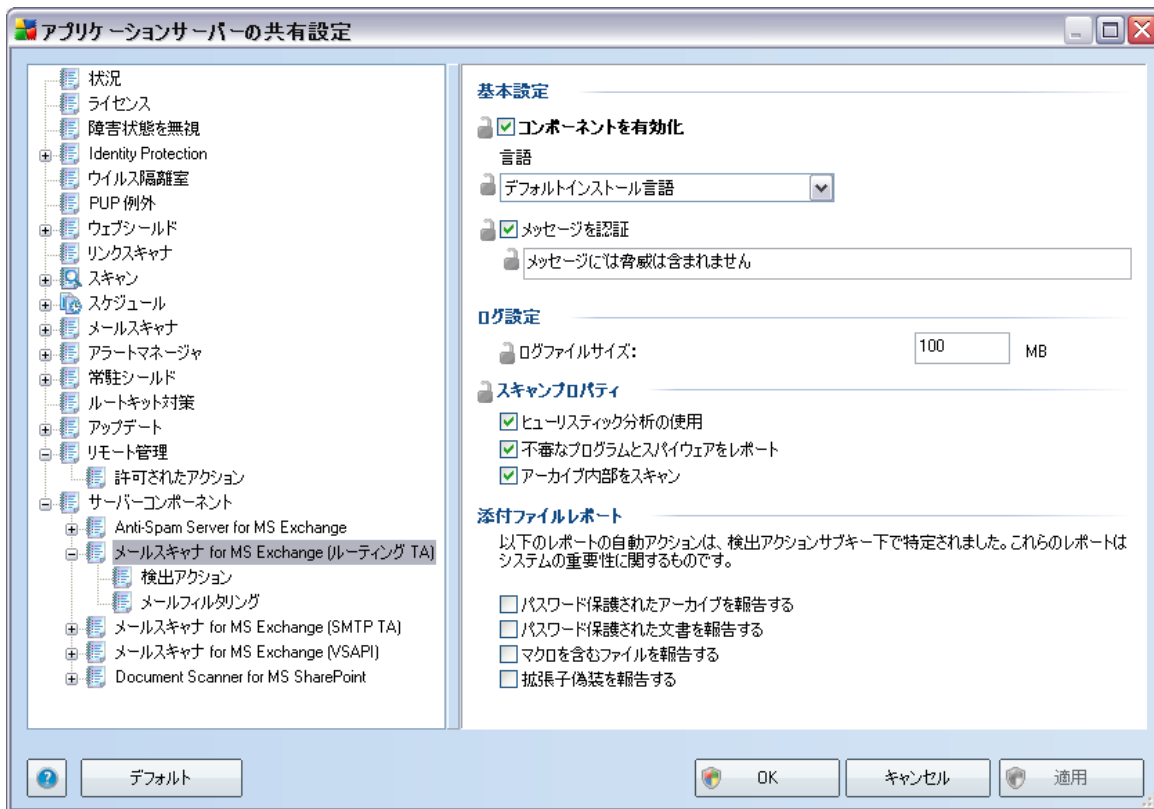 アプリケーションサーバーの共有設定
状況
ライセンス
障害状態を無視
Identity Protection
ウイルス隔離室
PUP 例外
ウェブシールド
リンクスキャナ
スキャン
スケジュール
メールスキャナ
アラートマネージャ
常駐シールド
ルートキット対策
アップデート
リモート管理
許可されたアクション
サーバーコンポーネント
Anti-Spam Server for MS Exchange
メールスキャナ for MS Exchange (ルーティング TA)
検出アクション
メールフィルタリング
メールスキャナ for MS Exchange (SMTP TA)
メールスキャナ for MS Exchange (VSAPI)
Document Scanner for MS SharePoint
基本設定
コンポーネントを有効化
言語
デフォルトインストール言語
メッセージを認証
メッセージには脅威は含まれません
ログ設定
ログファイルサイズ: 100 MB
スキャンプロパティ
ヒューリスティック分析の使用
不審なプログラムとスパイウェアをレポート
アーカイブ内部をスキャン
添付ファイルレポート
以下のレポートの自動アクションは、検出アクションサブキー下で特定されました。これらのレポートは
システムの重要性に関するものです。
パスワード保護されたアーカイブを報告する
パスワード保護された文書を報告する
マクロを含むファイルを報告する
拡張子偽装を報告する
デフォルト OK キャンセル 適用